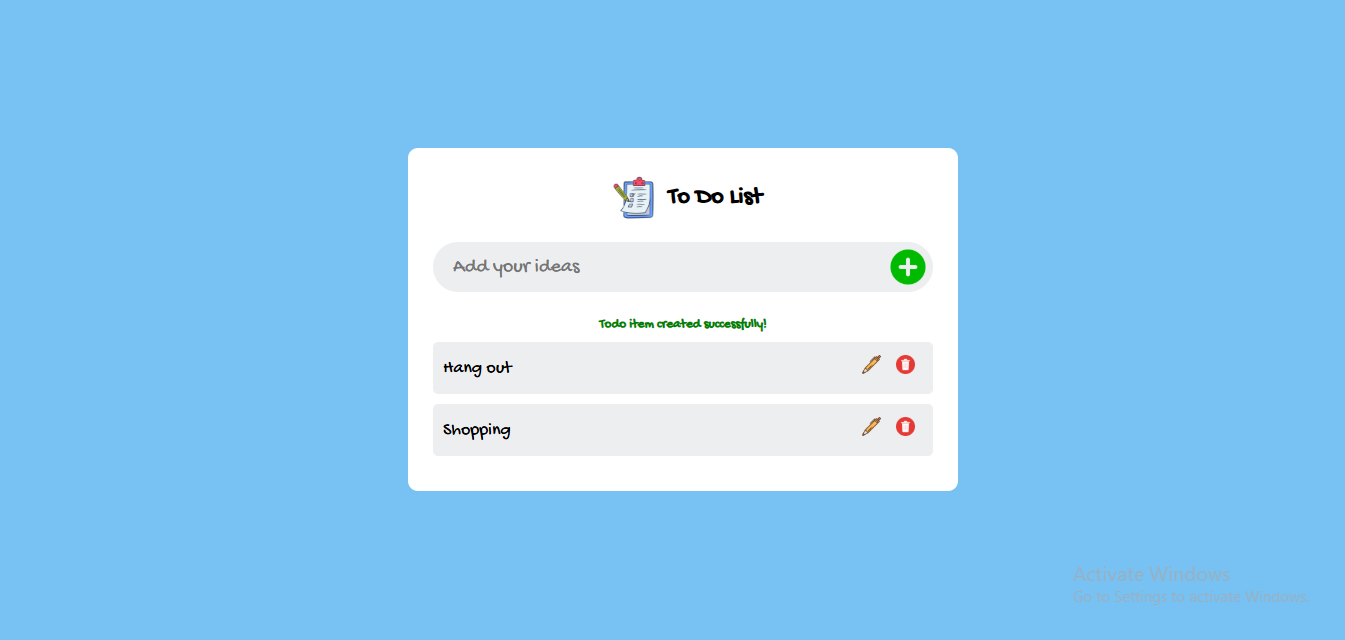 To Do List
Add your ideas
Todo item created successfully!
Hang out
Shopping
Activate Windows
Go to Settings to activate Windows.